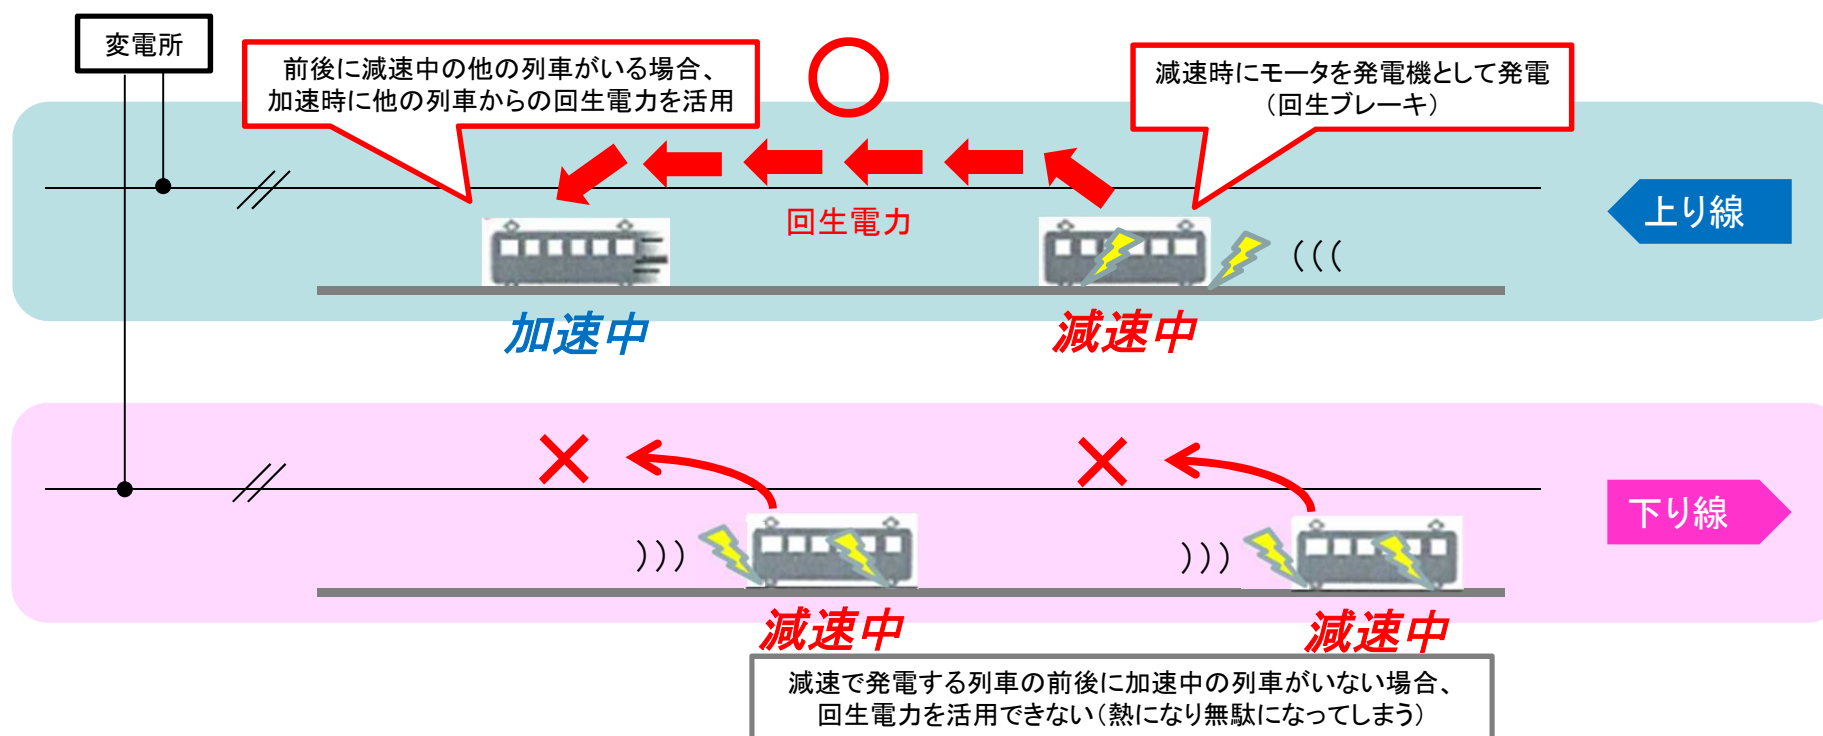 変電所
前後に減速中の他の列車がいる場合、
加速時に他の列車からの回生電力を活用
減速時にモータを発電機として発電
(回生ブレーキ)
回生電力
上り線
(((
加速中
減速中
下り線
)))
)))
減速中
減速中
減速で発電する列車の前後に加速中の列車がいない場合、
回生電力を活用できない(熱になり無駄になってしまう)